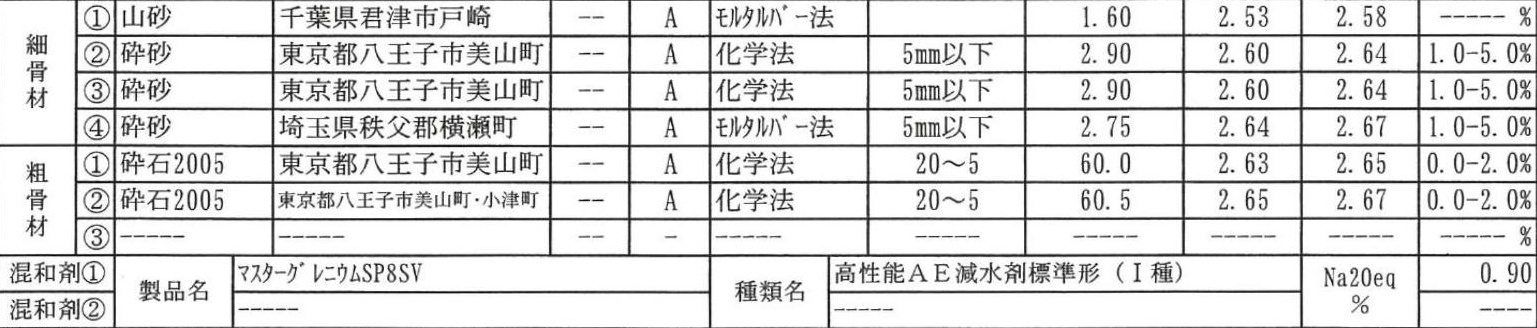 細骨材 ① 山砂 千葉県君津市戸崎 -- A ﾓﾙﾀﾙﾊﾞｰ法 1.60 2.53 2.58 ----- %
② 砕砂 東京都八王子市美山町 -- A 化学法 5mm以下 2.90 2.60 2.64 1.0-5.0%
③ 砕砂 東京都八王子市美山町 -- A 化学法 5mm以下 2.90 2.60 2.64 1.0-5.0%
④ 砕砂 埼玉県秩父郡横瀬町 -- A ﾓﾙﾀﾙﾊﾞｰ法 5mm以下 2.75 2.64 2.67 1.0-5.0%
粗骨材 ① 砕石2005 東京都八王子市美山町 -- A 化学法 20～5 60.0 2.63 2.65 0.0-2.0%
② 砕石2005 東京都八王子市美山町・小津町 -- A 化学法 20～5 60.5 2.65 2.67 0.0-2.0%
③ ----- ----- -- - ----- ----- ----- ----- ----- ----- %
混和剤① 製品名 ﾏｽﾀｰｸﾞﾚﾆｳﾑSP8SV 種類名 高性能ＡＥ減水剤標準形（Ⅰ種） Na2Oeq % 0.90
混和剤② ----- ----- ----